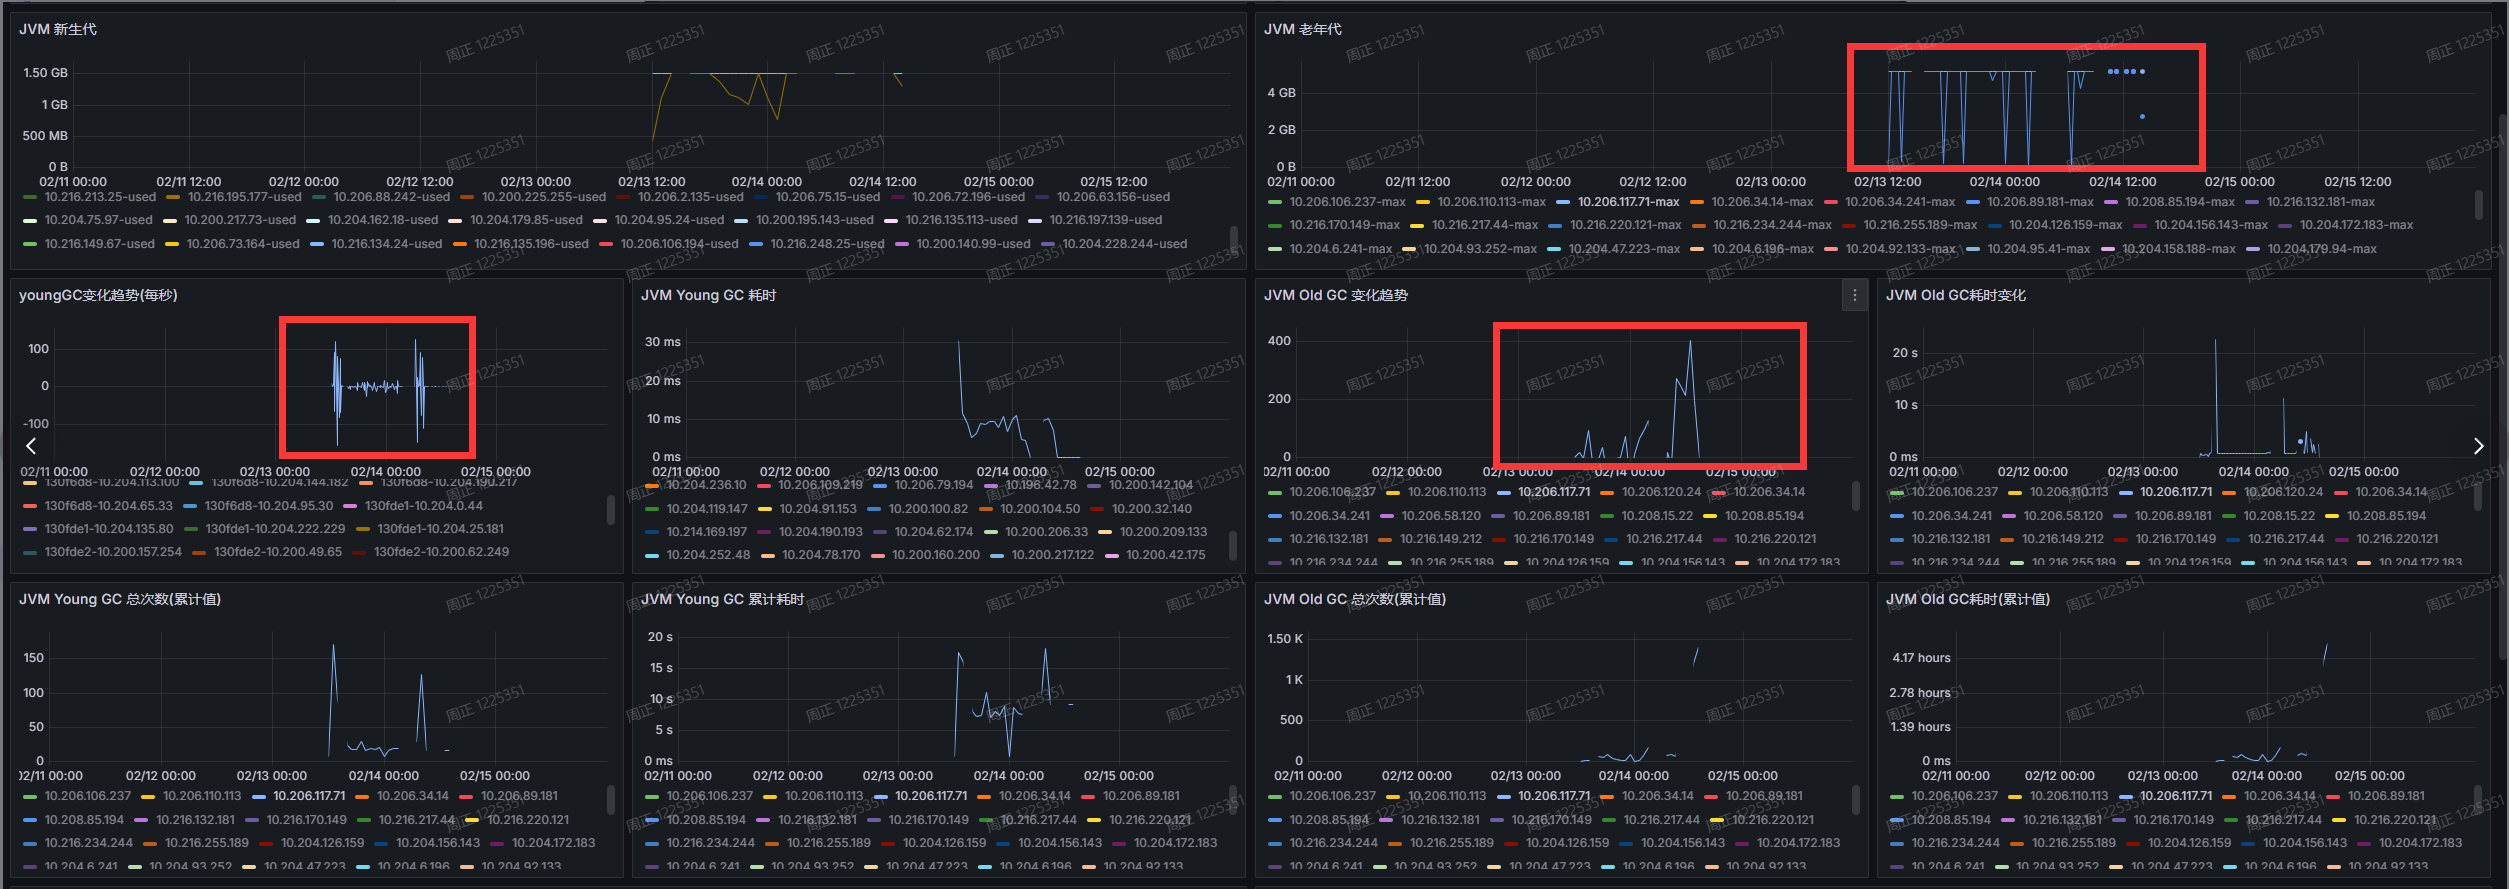 JVM 新生代
1.50 GB
1 GB
500 MB
0 B
02/11 00:00 02/11 12:00 02/12 00:00 02/12 12:00 02/13 00:00 02/13 12:00 02/14 00:00 02/14 12:00 02/15 00:00 02/15 12:00
10.216.213.25-used 10.216.195.177-used 10.206.88.242-used 10.200.225.255-used 10.206.2.135-used 10.206.75.15-used 10.206.72.196-used 10.206.63.156-used
10.204.75.97-used 10.200.217.73-used 10.204.162.18-used 10.204.179.85-used 10.204.95.24-used 10.200.195.143-used 10.216.135.113-used 10.216.197.139-used
10.216.149.67-used 10.206.73.164-used 10.216.134.24-used 10.216.135.196-used 10.206.106.194-used 10.216.248.25-used 10.200.140.99-used 10.204.228.244-used
JVM 老年代
4 GB
2 GB
0 B
02/11 00:00 02/11 12:00 02/12 00:00 02/12 12:00 02/13 00:00 02/13 12:00 02/14 00:00 02/14 12:00 02/15 00:00 02/15 12:00
10.206.106.237-max 10.206.110.113-max 10.206.117.71-max 10.206.34.14-max 10.206.34.241-max 10.206.89.181-max 10.208.85.194-max 10.216.132.181-max
10.216.170.149-max 10.216.217.44-max 10.216.220.121-max 10.216.234.244-max 10.216.255.189-max 10.204.126.159-max 10.204.156.143-max 10.204.172.183-max
10.204.6.241-max 10.204.93.252-max 10.204.47.223-max 10.204.6.196-max 10.204.92.133-max 10.204.95.41-max 10.204.158.188-max 10.204.179.94-max
youngGC变化趋势(每秒)
100
0
-100
02/11 00:00 02/12 00:00 02/13 00:00 02/14 00:00 02/15 00:00
130f6d8-10.204.113.100 130f6d8-10.204.144.182 130f6d8-10.204.190.217
130f6d8-10.204.65.33 130f6d8-10.204.95.30 130fde1-10.204.0.44
130fde1-10.204.135.80 130fde1-10.204.222.229 130fde1-10.204.25.181
130fde2-10.200.157.254 130fde2-10.200.49.65 130fde2-10.200.62.249
JVM Young GC 耗时
30 ms
20 ms
10 ms
0 ms
02/11 00:00 02/12 00:00 02/13 00:00 02/14 00:00 02/15 00:00
10.204.236.10 10.206.109.219 10.206.79.194 10.196.42.78 10.200.142.104
10.204.119.147 10.204.91.153 10.200.100.82 10.200.104.50 10.200.32.140
10.214.169.197 10.204.190.193 10.204.62.174 10.200.206.33 10.200.209.133
10.204.252.48 10.204.78.170 10.200.160.200 10.200.217.122 10.200.42.175
JVM Old GC 变化趋势
400
200
0
02/11 00:00 02/12 00:00 02/13 00:00 02/14 00:00 02/15 00:00
10.206.106.237 10.206.110.113 10.206.117.71 10.206.120.24 10.206.34.14
10.206.34.241 10.206.58.120 10.206.89.181 10.208.15.22 10.208.85.194
10.216.132.181 10.216.149.212 10.216.170.149 10.216.217.44 10.216.220.121
10.216.234.244 10.216.255.189 10.204.126.159 10.204.156.143 10.204.172.183
JVM Old GC耗时变化
20 s
10 s
0 ms
02/11 00:00 02/12 00:00 02/13 00:00 02/14 00:00 02/15 00:00
10.206.106.237 10.206.110.113 10.206.117.71 10.206.120.24 10.206.34.14
10.206.34.241 10.206.58.120 10.206.89.181 10.208.15.22 10.208.85.194
10.216.132.181 10.216.149.212 10.216.170.149 10.216.217.44 10.216.220.121
10.216.234.244 10.216.255.189 10.204.126.159 10.204.156.143 10.204.172.183
JVM Young GC 总次数(累计值)
150
100
50
0
02/11 00:00 02/12 00:00 02/13 00:00 02/14 00:00 02/15 00:00
10.206.106.237 10.206.110.113 10.206.117.71 10.206.34.14 10.206.89.181
10.208.85.194 10.216.132.181 10.216.170.149 10.216.217.44 10.216.220.121
10.216.234.244 10.216.255.189 10.204.126.159 10.204.156.143 10.204.172.183
10.204.6.241 10.204.93.252 10.204.47.223 10.204.6.196 10.204.92.133
JVM Young GC 累计耗时
20 s
15 s
10 s
5 s
0 ms
02/11 00:00 02/12 00:00 02/13 00:00 02/14 00:00 02/15 00:00
10.206.106.237 10.206.110.113 10.206.117.71 10.206.34.14 10.206.89.181
10.208.85.194 10.216.132.181 10.216.170.149 10.216.217.44 10.216.220.121
10.216.234.244 10.216.255.189 10.204.126.159 10.204.156.143 10.204.172.183
10.204.6.241 10.204.93.252 10.204.47.223 10.204.6.196 10.204.92.133
JVM Old GC 总次数(累计值)
1.50 K
1 K
500
0
02/11 00:00 02/12 00:00 02/13 00:00 02/14 00:00 02/15 00:00
10.206.106.237 10.206.110.113 10.206.117.71 10.206.34.14 10.206.89.181
10.208.85.194 10.216.132.181 10.216.170.149 10.216.217.44 10.216.220.121
10.216.234.244 10.216.255.189 10.204.126.159 10.204.156.143 10.204.172.183
10.204.6.241 10.204.93.252 10.204.47.223 10.204.6.196 10.204.92.133
JVM Old GC耗时(累计值)
4.17 hours
2.78 hours
1.39 hours
0 ms
02/11 00:00 02/12 00:00 02/13 00:00 02/14 00:00 02/15 00:00
10.206.106.237 10.206.110.113 10.206.117.71 10.206.34.14 10.206.89.181
10.208.85.194 10.216.132.181 10.216.170.149 10.216.217.44 10.216.220.121
10.216.234.244 10.216.255.189 10.204.126.159 10.204.156.143 10.204.172.183
10.204.6.241 10.204.93.252 10.204.47.223 10.204.6.196 10.204.92.133
周正 1225351